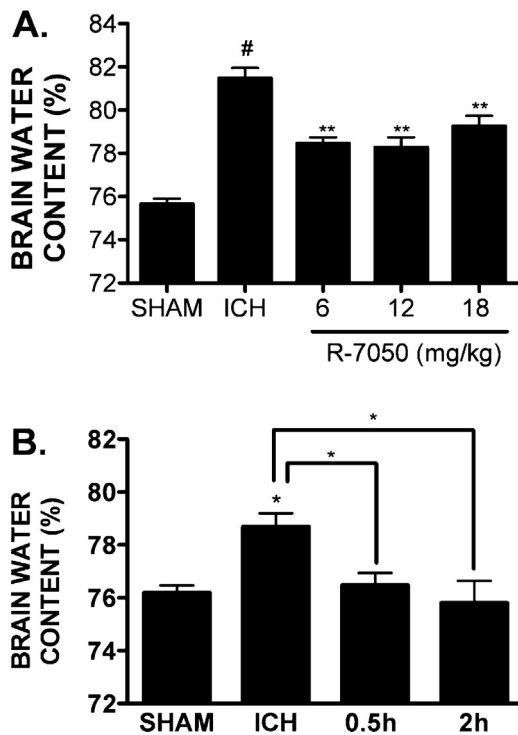 A.
BRAIN WATER
CONTENT (%)
84
82
80
78
76
74
72
#
**
**
**
SHAM
ICH
6
12
18
R-7050 (mg/kg)
B.
BRAIN WATER
CONTENT (%)
82
80
78
76
74
72
*
*
*
SHAM
ICH
0.5h
2h